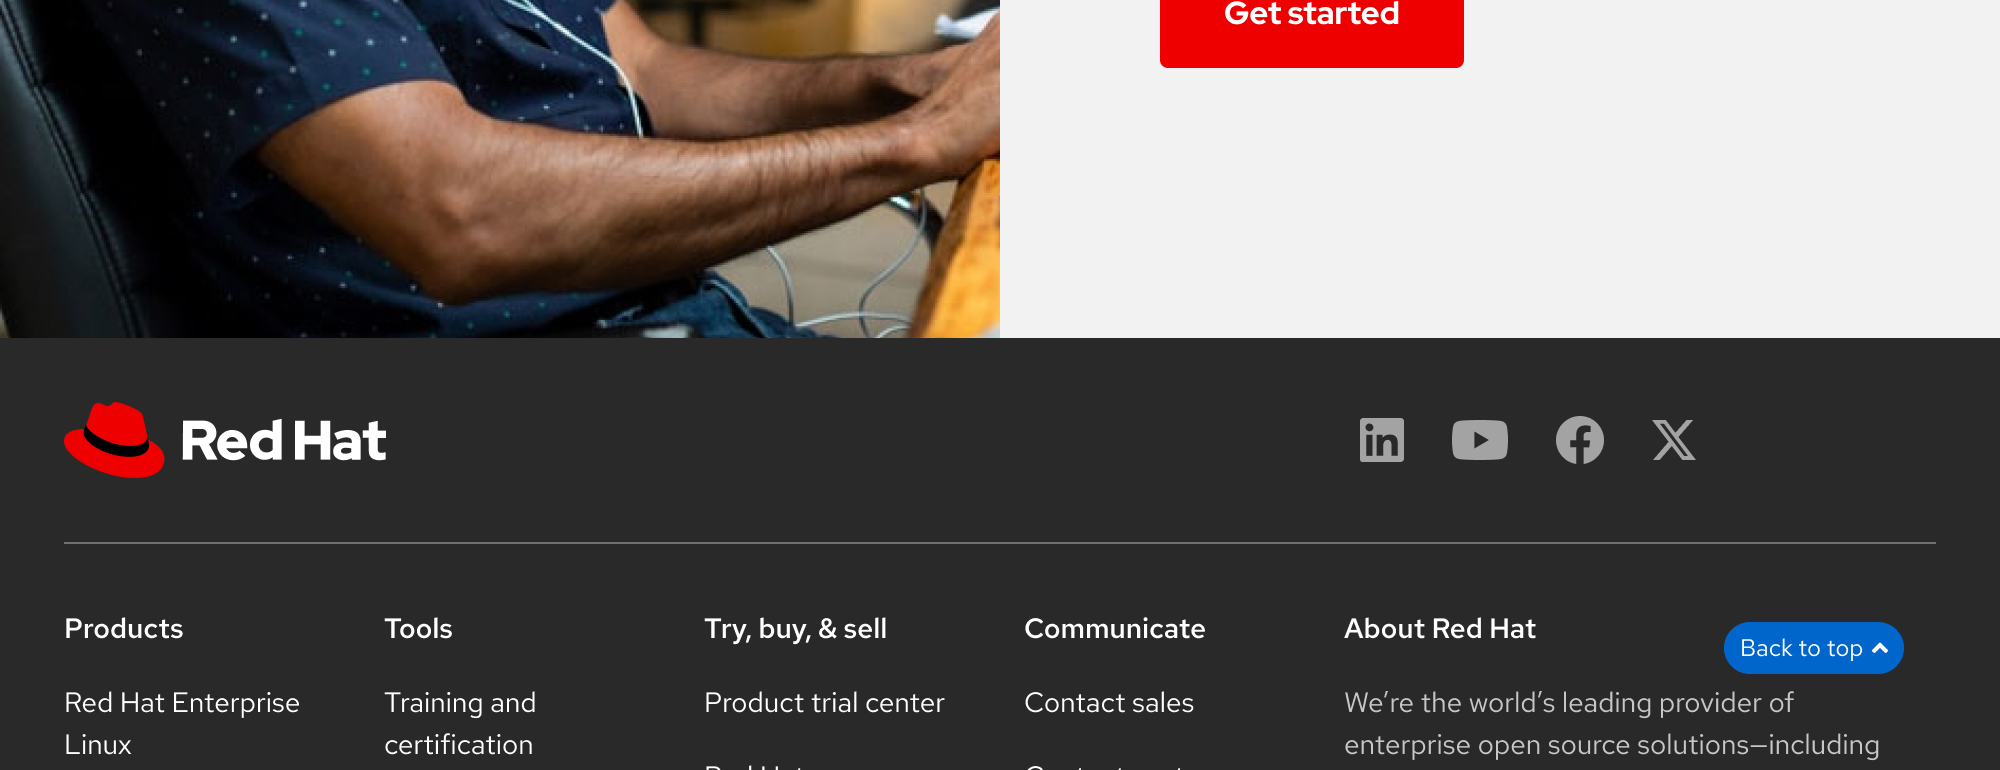 Get started
Red Hat
Products
Red Hat Enterprise
Linux
Tools
Training and
certification
Try, buy, & sell
Product trial center
Communicate
Contact sales
About Red Hat
We’re the world’s leading provider of
enterprise open source solutions—including
Back to top